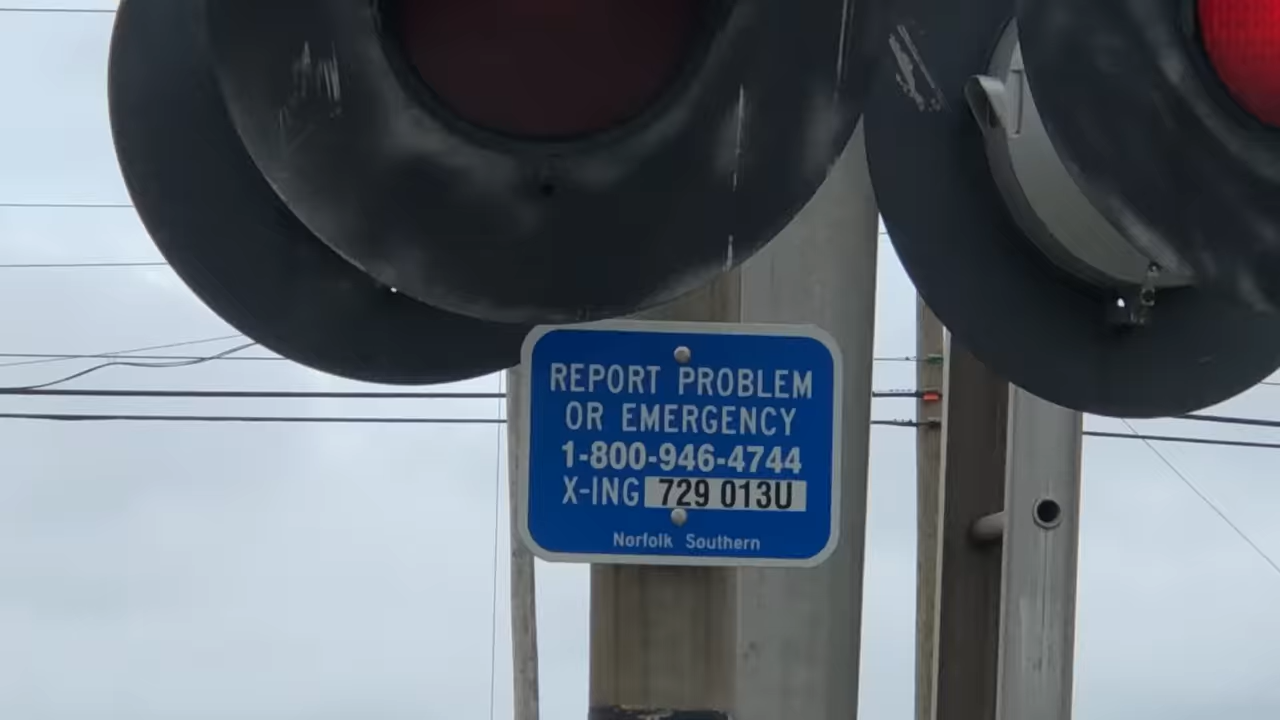 REPORT PROBLEM
OR EMERGENCY
1-800-946-4744
X-ING 729 013U
Norfolk Southern